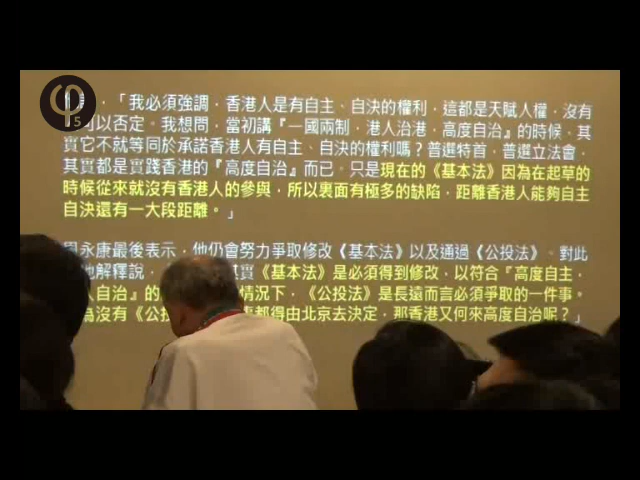 φ
15
，「我必須強調，香港人是有自主、自決的權利，這都是天賦人權，沒有
可以否定。我想問，當初講『一國兩制，港人治港，高度自治』的時候，其
實它不就等同於承諾香港人有自主、自決的權利嗎？普選特首，普選立法會，
其實都是實踐香港的『高度自治』而已。只是現在的《基本法》因為在起草的
時候從來就沒有香港人的參與，所以裏面有極多的缺陷，距離香港人能夠自主
自決還有一大段距離。」
周永康最後表示，他仍會努力爭取修改《基本法》以及通過《公投法》。對此
他解釋說，其實《基本法》是必須得到修改，以符合『高度自主，
人自治』的情況下，《公投法》是長遠而言必須爭取的一件事。
為沒有《公投都得由北京去決定，那香港又何來高度自治呢？」